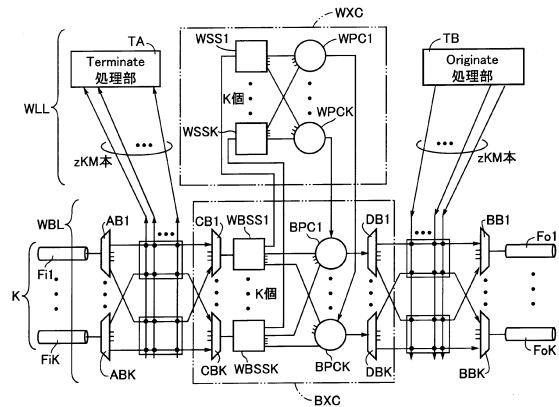 WXC
TA
WSS1
WPC1
TB
Terminate
処理部
Originate
処理部
WLL
K個
WSSK
WPCK
zKM本
zKM本
WBL
AB1
CB1
WBSS1
BPC1
DB1
BB1
Fo1
Fi1
K
K個
FiK
FoK
ABK
CBK
WBSSK
BPCK
DBK
BBK
BXC